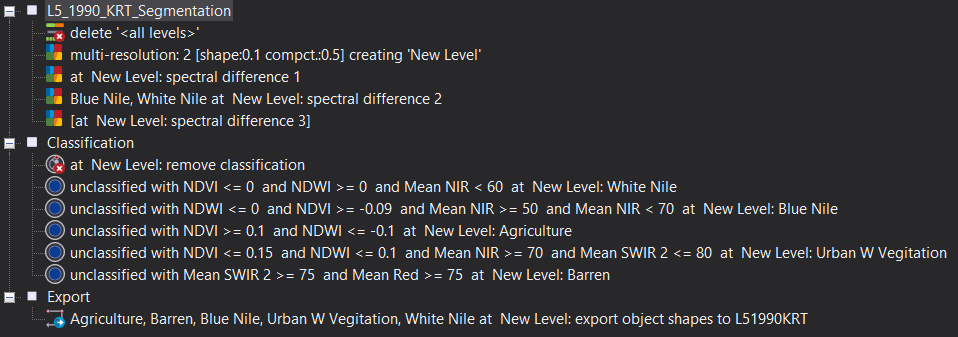 L5_1990_KRT_Segmentation
delete '<all levels>'
multi-resolution: 2 [shape:0.1 compct.:0.5] creating 'New Level'
at  New Level: spectral difference 1
Blue Nile, White Nile at  New Level: spectral difference 2
[at  New Level: spectral difference 3]
Classification
at  New Level: remove classification
unclassified with NDVI <= 0  and NDWI >= 0  and Mean NIR < 60  at  New Level: White Nile
unclassified with NDWI <= 0  and NDVI >= -0.09  and Mean NIR >= 50  and Mean NIR < 70  at  New Level: Blue Nile
unclassified with NDVI >= 0.1  and NDWI <= -0.1  at  New Level: Agriculture
unclassified with NDVI <= 0.15  and NDWI <= 0.1  and Mean NIR >= 70  and Mean SWIR 2 <= 80  at  New Level: Urban W Vegitation
unclassified with Mean SWIR 2 >= 75  and Mean Red >= 75  at  New Level: Barren
Export
Agriculture, Barren, Blue Nile, Urban W Vegitation, White Nile at  New Level: export object shapes to L51990KRT